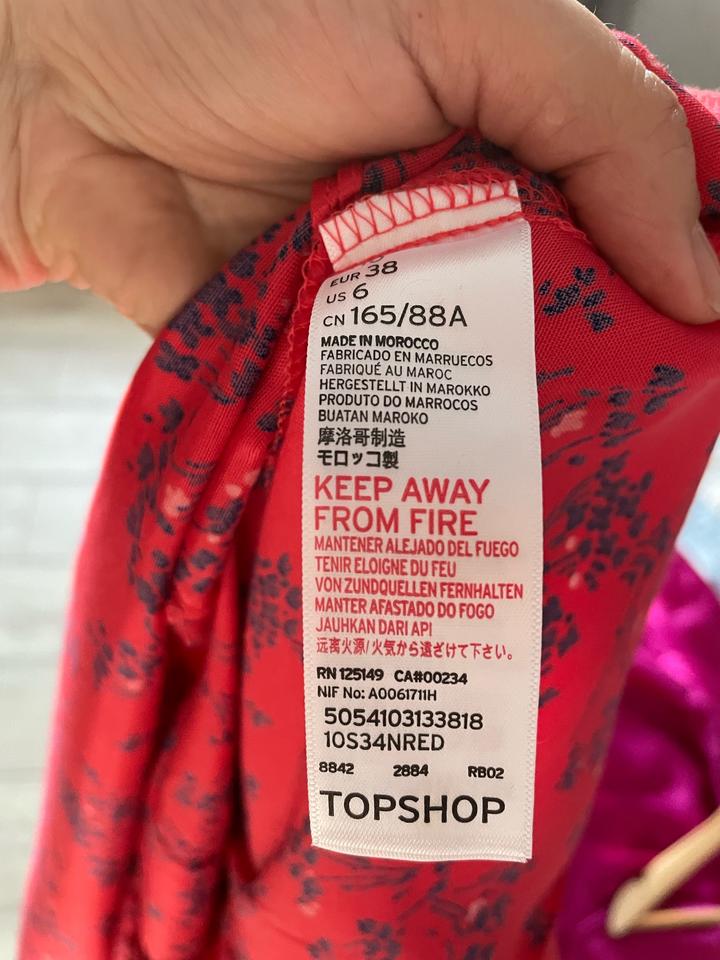 EUR 38
US 6
CN 165/88A
MADE IN MOROCCO
FABRICADO EN MARRUECOS
FABRIQUÉ AU MAROC
HERGESTELLT IN MAROKKO
PRODUTO DO MARROCOS
BUATAN MAROKO
摩洛哥制造
モロッコ製
KEEP AWAY
FROM FIRE
MANTENER ALEJADO DEL FUEGO
TENIR ELOIGNE DU FEU
VON ZUNDQUELLEN FERNHALTEN
MANTER AFASTADO DO FOGO
JAUHKAN DARI API
远离火源/火気から遠ざけて下さい。
RN 125149 CA#00234
NIF No: A0061711H
5054103133818
10S34NRED
8842 2884 RB02
TOPSHOP